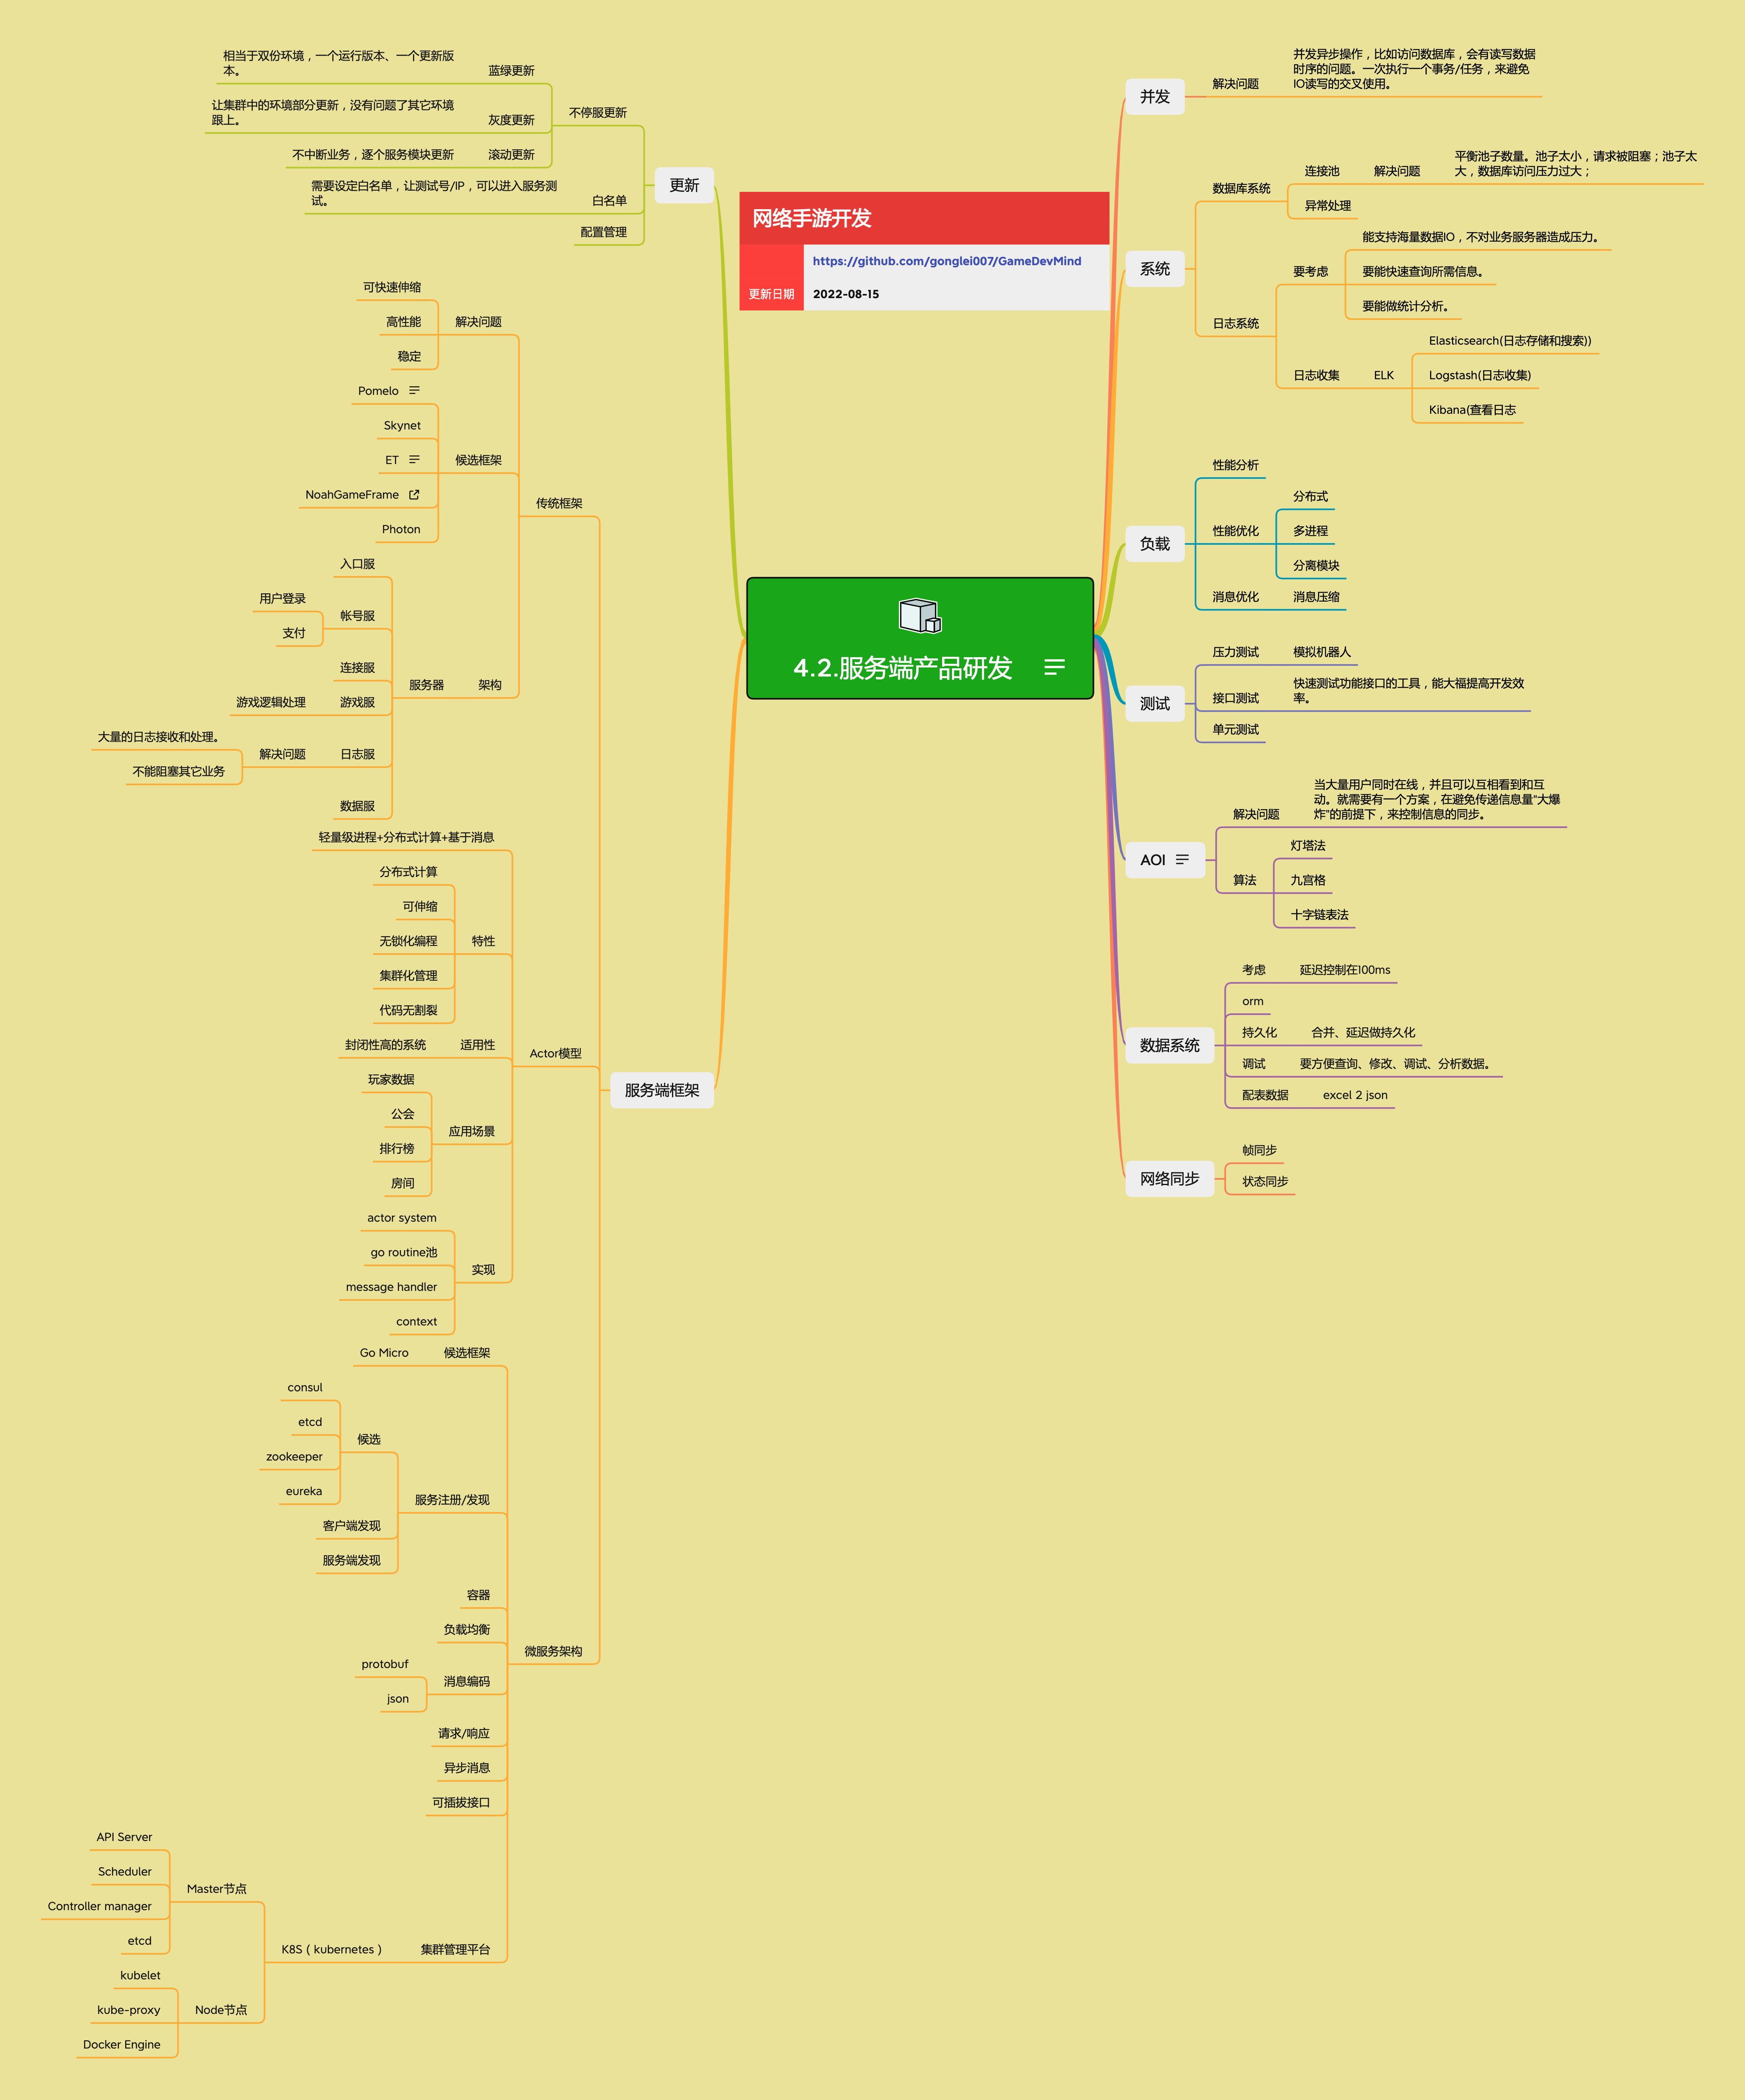 网络手游开发
https://github.com/gonglei007/GameDevMind
更新日期
2022-08-15
4.2.服务端产品研发
并发
解决问题
并发异步操作，比如访问数据库，会有读写数据
时序的问题。一次执行一个事务/任务，来避免
IO读写的交叉使用。
系统
数据库系统
连接池
解决问题
平衡池子数量。池子太小，请求被阻塞；池子太
大，数据库访问压力过大；
异常处理
日志系统
要考虑
能支持海量数据IO，不对业务服务器造成压力。
要能快速查询所需信息。
要能做统计分析。
日志收集
ELK
Elasticsearch(日志存储和搜索))
Logstash(日志收集)
Kibana(查看日志
负载
性能分析
性能优化
分布式
多进程
分离模块
消息优化
消息压缩
测试
压力测试
模拟机器人
接口测试
快速测试功能接口的工具，能大福提高开发效
率。
单元测试
AOI
解决问题
当大量用户同时在线，并且可以互相看到和互
动。就需要有一个方案，在避免传递信息量"大爆
炸"的前提下，来控制信息的同步。
算法
灯塔法
九宫格
十字链表法
数据系统
考虑
延迟控制在100ms
orm
持久化
合并、延迟做持久化
调试
要方便查询、修改、调试、分析数据。
配表数据
excel 2 json
网络同步
帧同步
状态同步
更新
不停服更新
蓝绿更新
相当于双份环境，一个运行版本、一个更新版
本。
灰度更新
让集群中的环境部分更新，没有问题了其它环境
跟上。
滚动更新
不中断业务，逐个服务模块更新
白名单
需要设定白名单，让测试号/IP，可以进入服务测
试。
配置管理
服务端框架
传统框架
解决问题
可快速伸缩
高性能
稳定
候选框架
Pomelo
Skynet
ET
NoahGameFrame
Photon
架构
服务器
入口服
帐号服
用户登录
支付
连接服
游戏服
游戏逻辑处理
日志服
解决问题
大量的日志接收和处理。
不能阻塞其它业务
数据服
Actor模型
轻量级进程+分布式计算+基于消息
特性
分布式计算
可伸缩
无锁化编程
集群化管理
代码无割裂
适用性
封闭性高的系统
应用场景
玩家数据
公会
排行榜
房间
实现
actor system
go routine池
message handler
context
微服务架构
候选框架
Go Micro
服务注册/发现
候选
consul
etcd
zookeeper
eureka
客户端发现
服务端发现
容器
负载均衡
消息编码
protobuf
json
请求/响应
异步消息
可插拔接口
集群管理平台
K8S（kubernetes）
Master节点
API Server
Scheduler
Controller manager
etcd
Node节点
kubelet
kube-proxy
Docker Engine